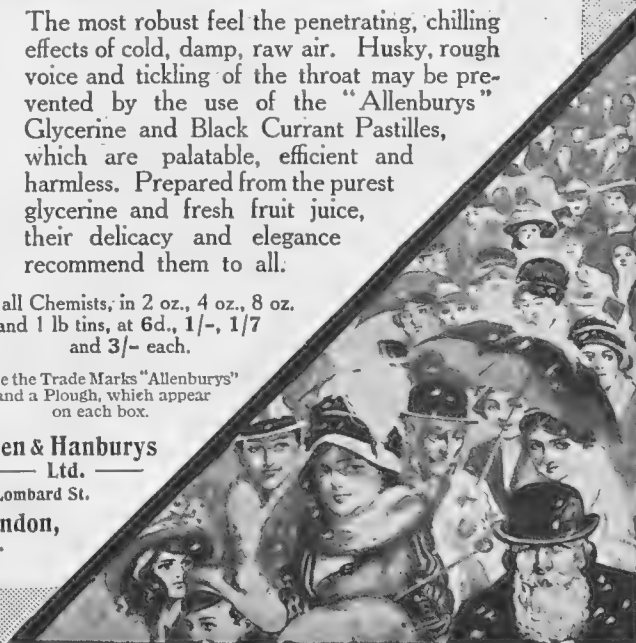 The most robust feel the penetrating, chilling
effects of cold, damp, raw air. Husky, rough
voice and tickling of the throat may be pre-
vented by the use of the "Allenburys"
Glycerine and Black Currant Pastilles,
which are palatable, efficient and
harmless. Prepared from the purest
glycerine and fresh fruit juice,
their delicacy and elegance
recommend them to all.
all Chemists, in 2 oz., 4 oz., 8 oz.
and 1 lb tins, at 6d., 1/-, 1/7
and 3/- each.
e the Trade Marks "Allenburys"
and a Plough, which appear
on each box.
en & Hanburys
Ltd.
Lombard St.
ndon,